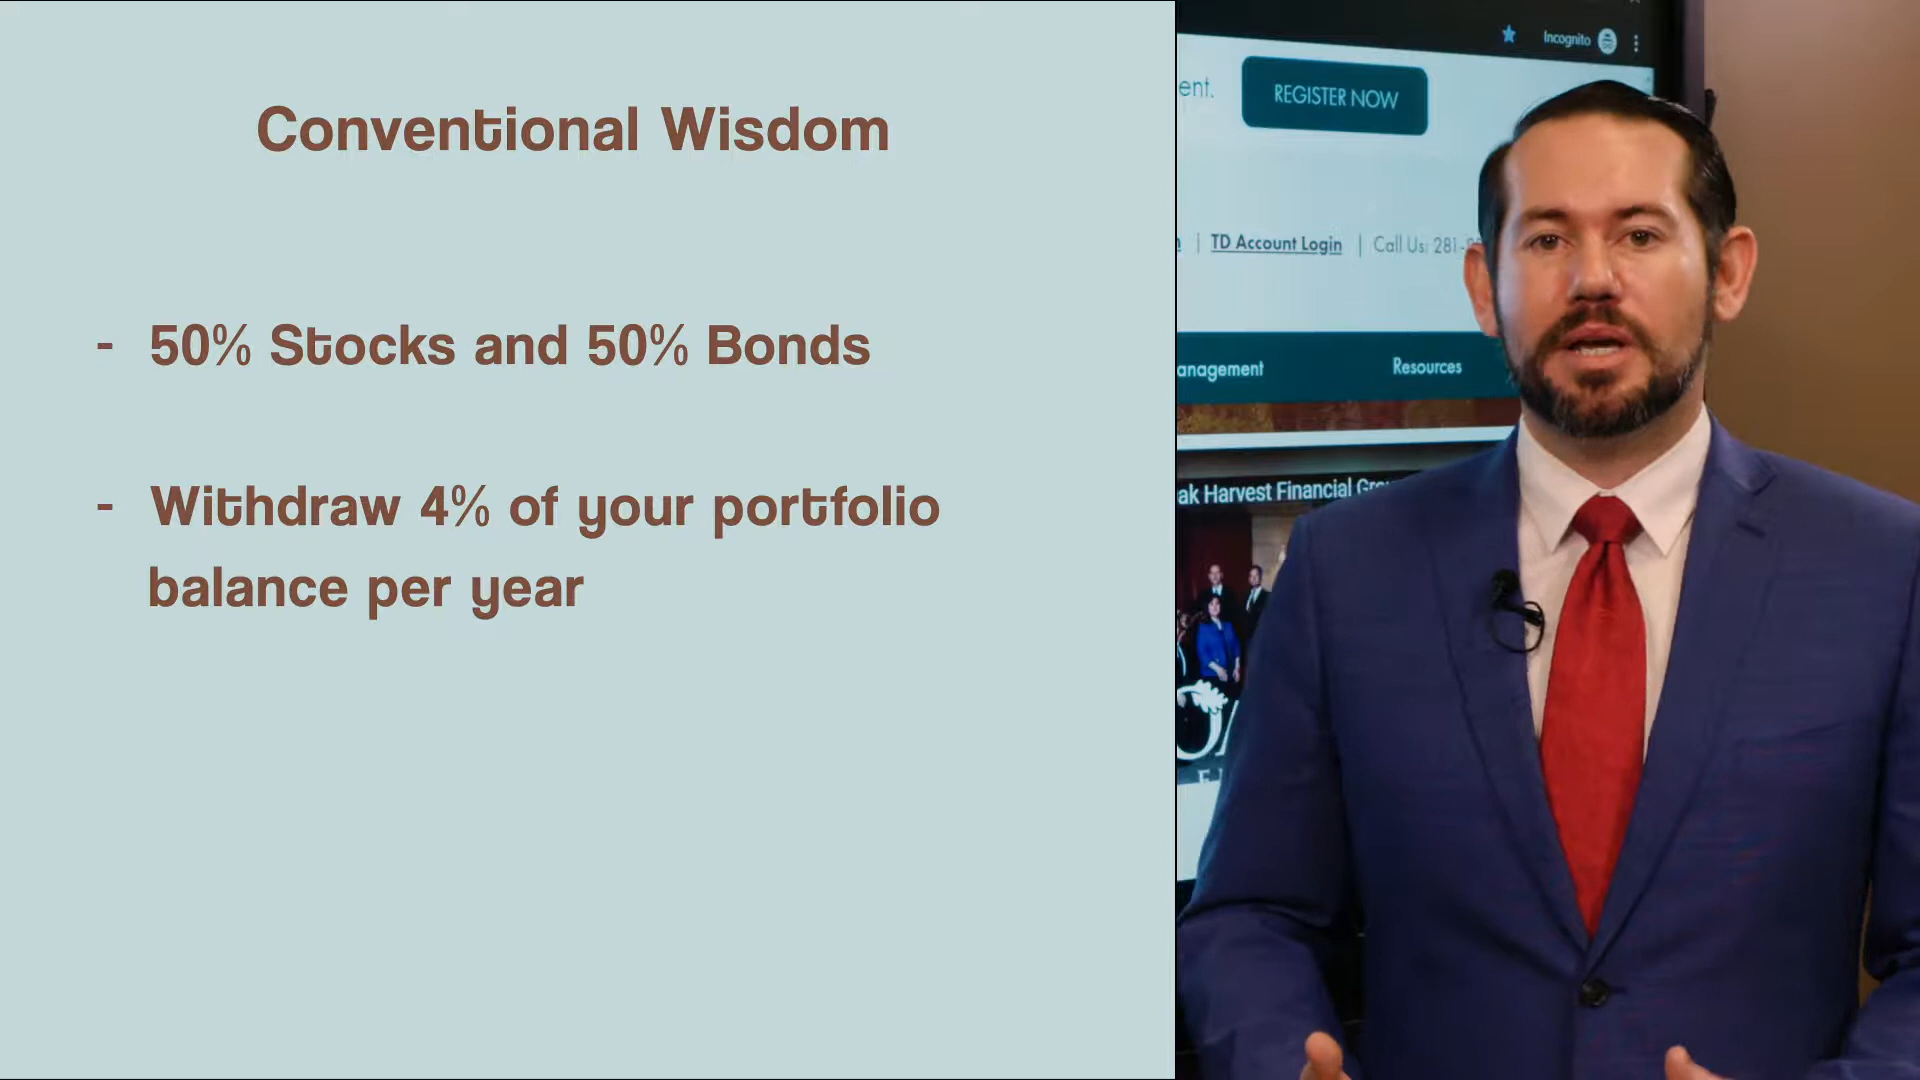 Conventional Wisdom
- 50% Stocks and 50% Bonds
- Withdraw 4% of your portfolio
balance per year
Incognito
ent.
REGISTER NOW
TD Account Login | Call Us: 281-
anagement
Resources
ak Harvest Financial Gro